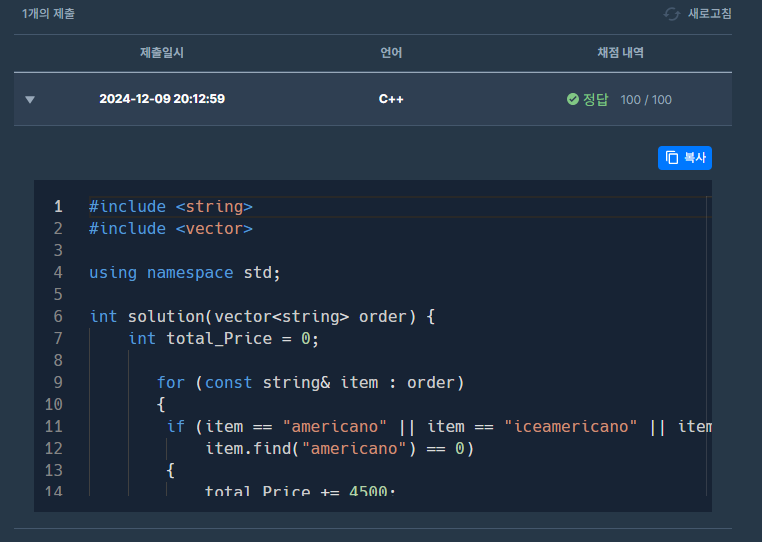 1개의 제출
새로고침
제출일시 언어 채점 내역
2024-12-09 20:12:59 C++ 정답 100 / 100
복사
1 #include <string>
2 #include <vector>
3
4 using namespace std;
5
6 int solution(vector<string> order) {
7 int total_Price = 0;
8
9 for (const string& item : order)
10 {
11 if (item == "americano" || item == "iceamericano" || item
12 item.find("americano") == 0)
13 {
14 total_Price += 4500;